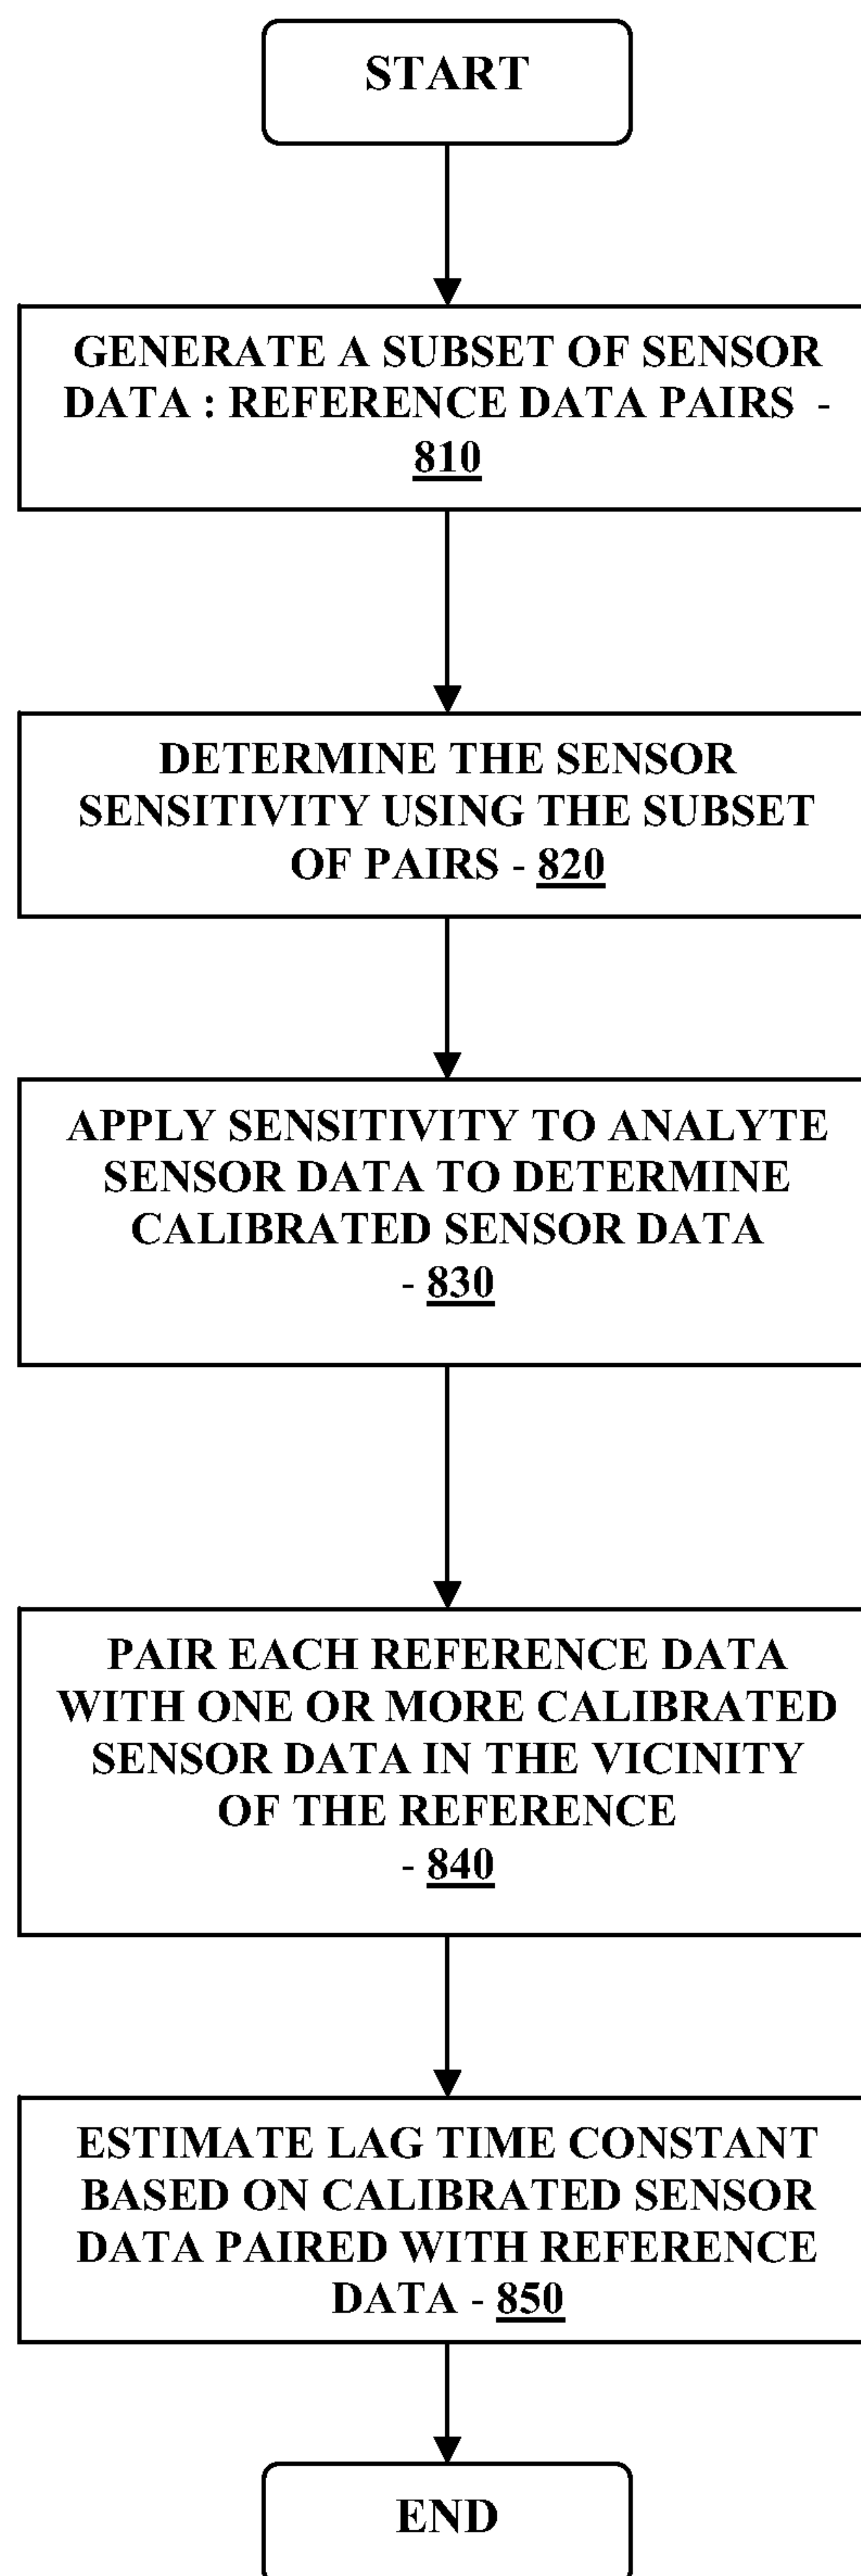 START
GENERATE A SUBSET OF SENSOR
DATA : REFERENCE DATA PAIRS -
810
DETERMINE THE SENSOR
SENSITIVITY USING THE SUBSET
OF PAIRS - 820
APPLY SENSITIVITY TO ANALYTE
SENSOR DATA TO DETERMINE
CALIBRATED SENSOR DATA
- 830
PAIR EACH REFERENCE DATA
WITH ONE OR MORE CALIBRATED
SENSOR DATA IN THE VICINITY
OF THE REFERENCE
- 840
ESTIMATE LAG TIME CONSTANT
BASED ON CALIBRATED SENSOR
DATA PAIRED WITH REFERENCE
DATA - 850
END